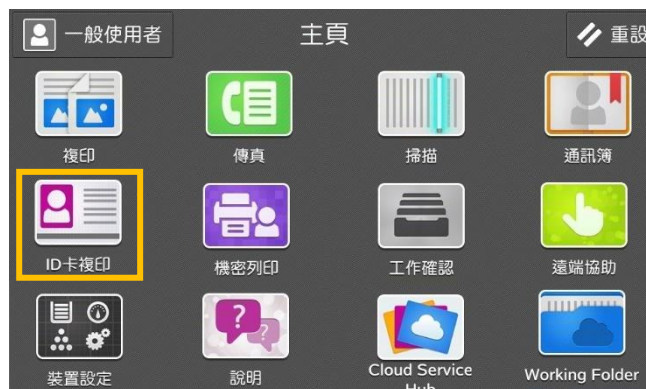 一般使用者
主頁
重設
複印
傳真
掃描
通訊簿
ID卡複印
機密列印
工作確認
遠端協助
裝置設定
說明
Cloud Service
Hub
Working Folder